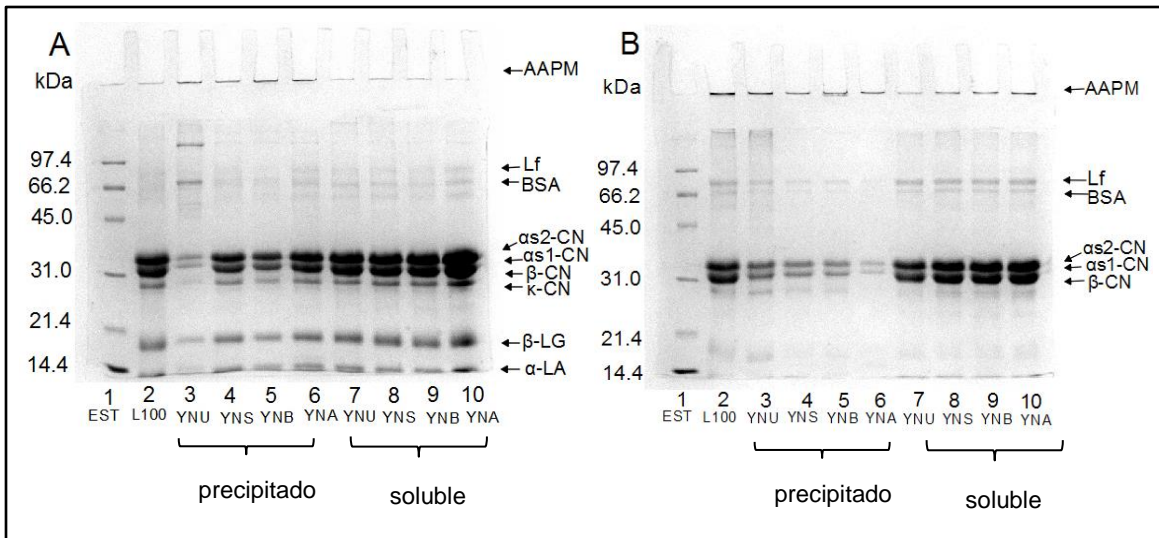 A
kDa
97.4
66.2
45.0
31.0
21.4
14.4
AAPM
Lf
BSA
αs2-CN
αs1-CN
β-CN
κ-CN
β-LG
α-LA
1 2 3 4 5 6 7 8 9 10
EST L100 YNU YNS YNB YNA YNU YNS YNB YNA
precipitado soluble
B
kDa
97.4
66.2
45.0
31.0
21.4
14.4
AAPM
Lf
BSA
αs2-CN
αs1-CN
β-CN
1 2 3 4 5 6 7 8 9 10
EST L100 YNU YNS YNB YNA YNU YNS YNB YNA
precipitado soluble